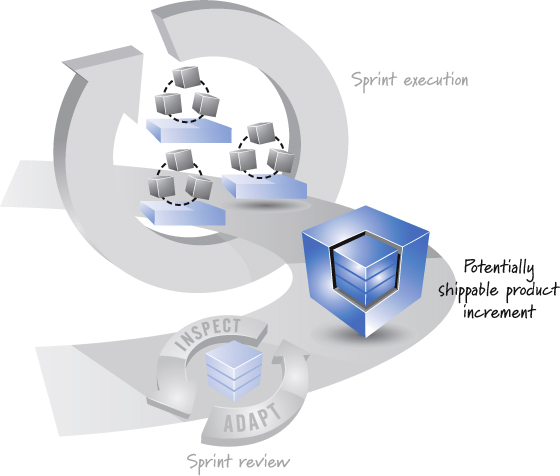 Sprint execution
Potentially
shippable product
increment
INSPECT
ADAPT
Sprint review